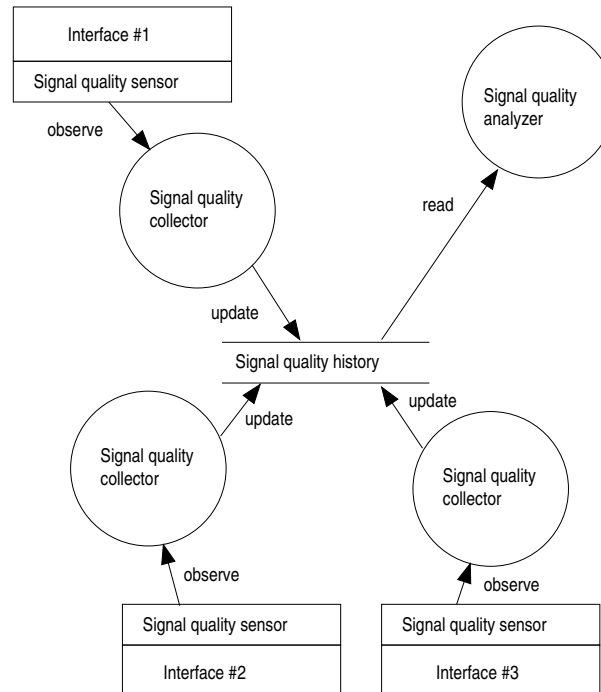 Interface #1
Signal quality sensor
observe
Signal quality
collector
Signal quality
analyzer
read
update
Signal quality history
update
update
Signal quality
collector
Signal quality
collector
observe
observe
Signal quality sensor
Interface #2
Signal quality sensor
Interface #3